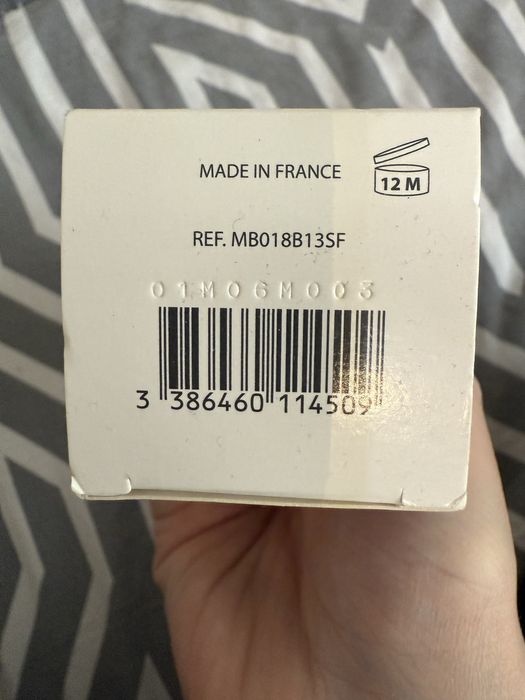 MADE IN FRANCE
12 M
REF. MB018B13SF
01M06M003
3 386460 114509